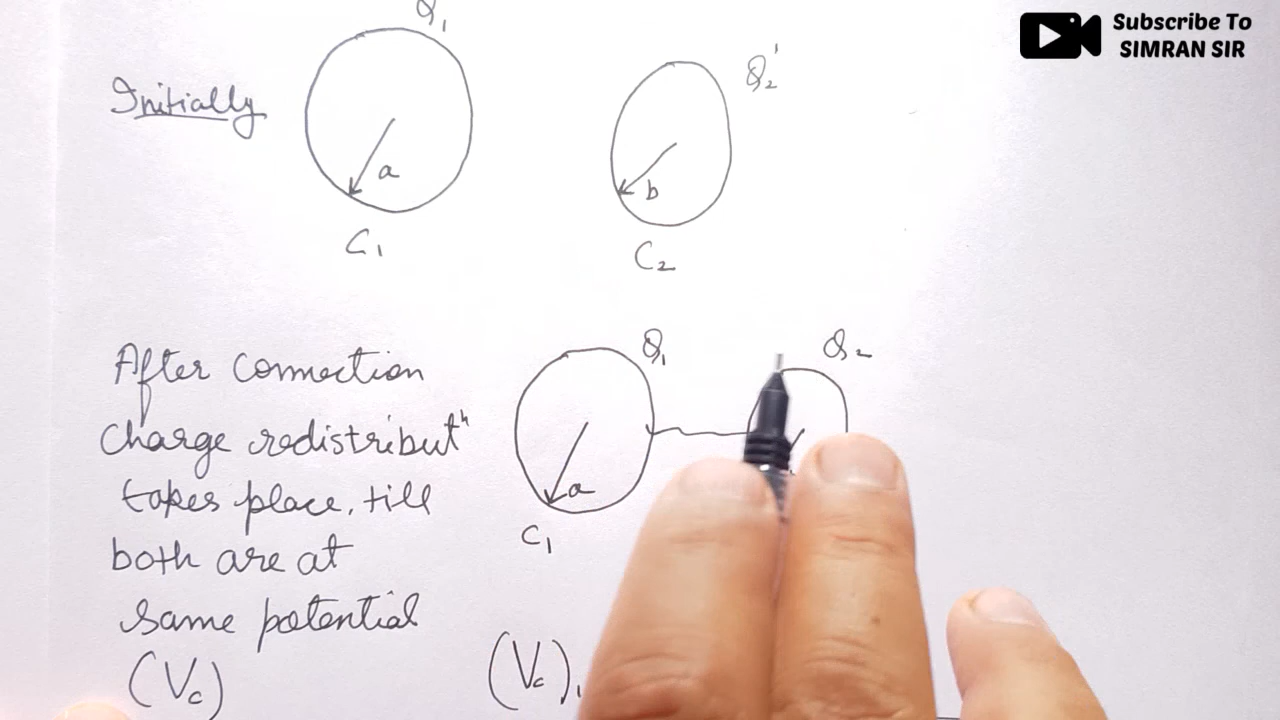 Subscribe To
SIMRAN SIR
Q₁
Initially
Q₂'
a
b
C₁
C₂
After Connection
Q₁
Q₂
charge redistributⁿ
takes place, till
a
both are at
C₁
same potential
(Vc)
(Vc)₁